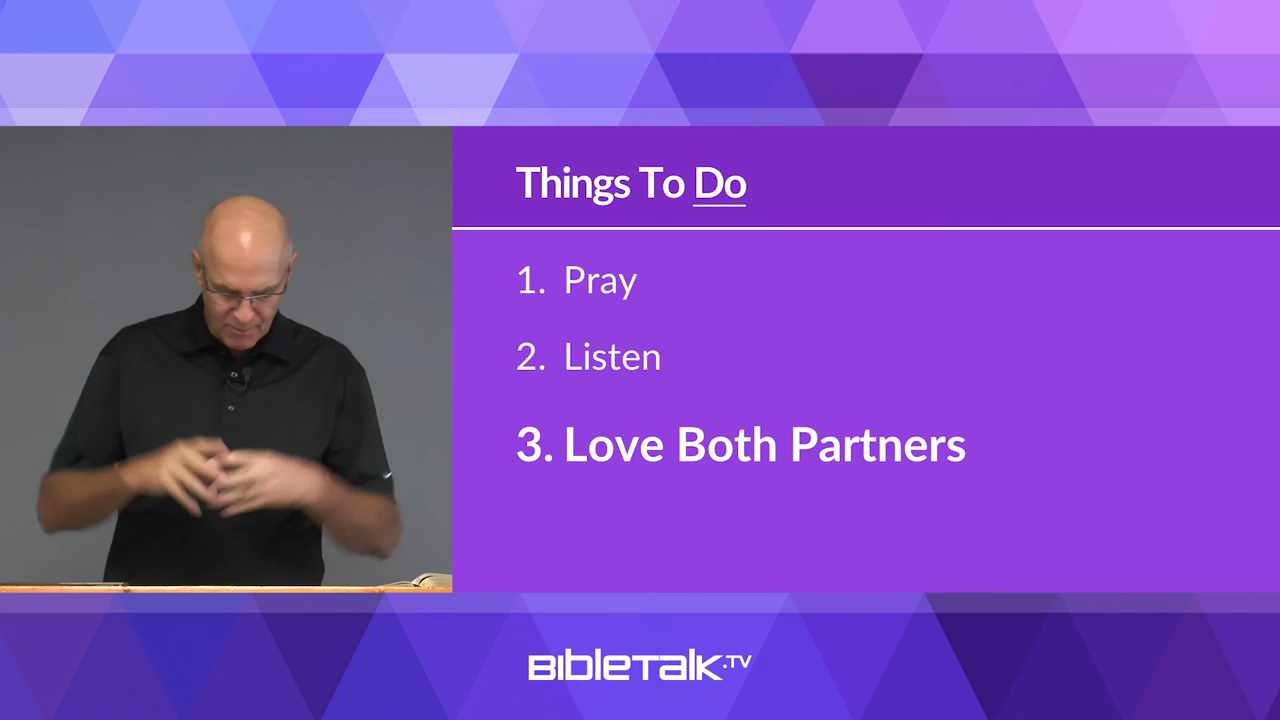 Things To Do
1. Pray
2. Listen
3. Love Both Partners
BibleTalk.TV